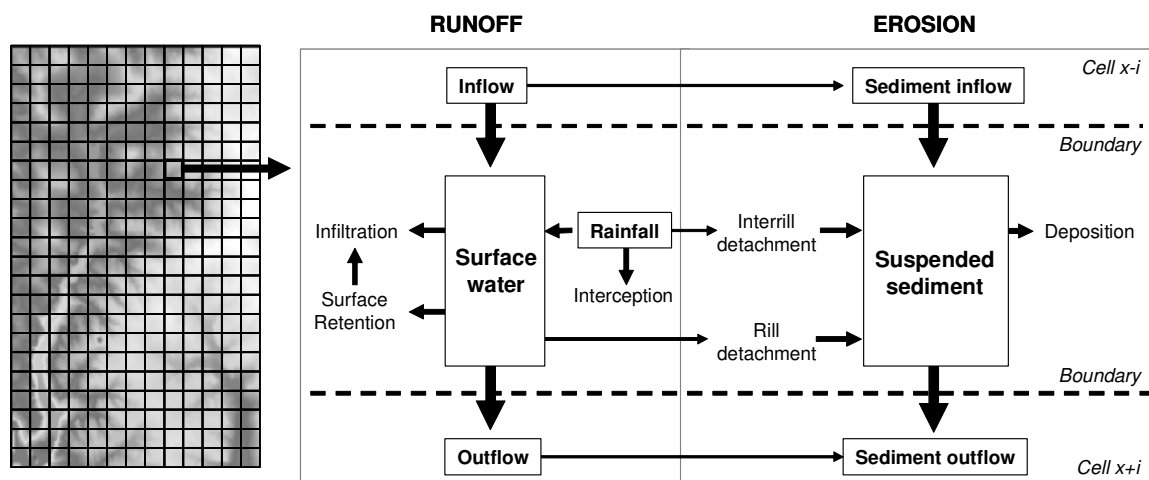 RUNOFF
EROSION
Cell x-i
Inflow
Sediment inflow
Boundary
Infiltration
Surface
water
Rainfall
Interrill
detachment
Suspended
sediment
Deposition
Surface
Retention
Interception
Rill
detachment
Boundary
Outflow
Sediment outflow
Cell x+i